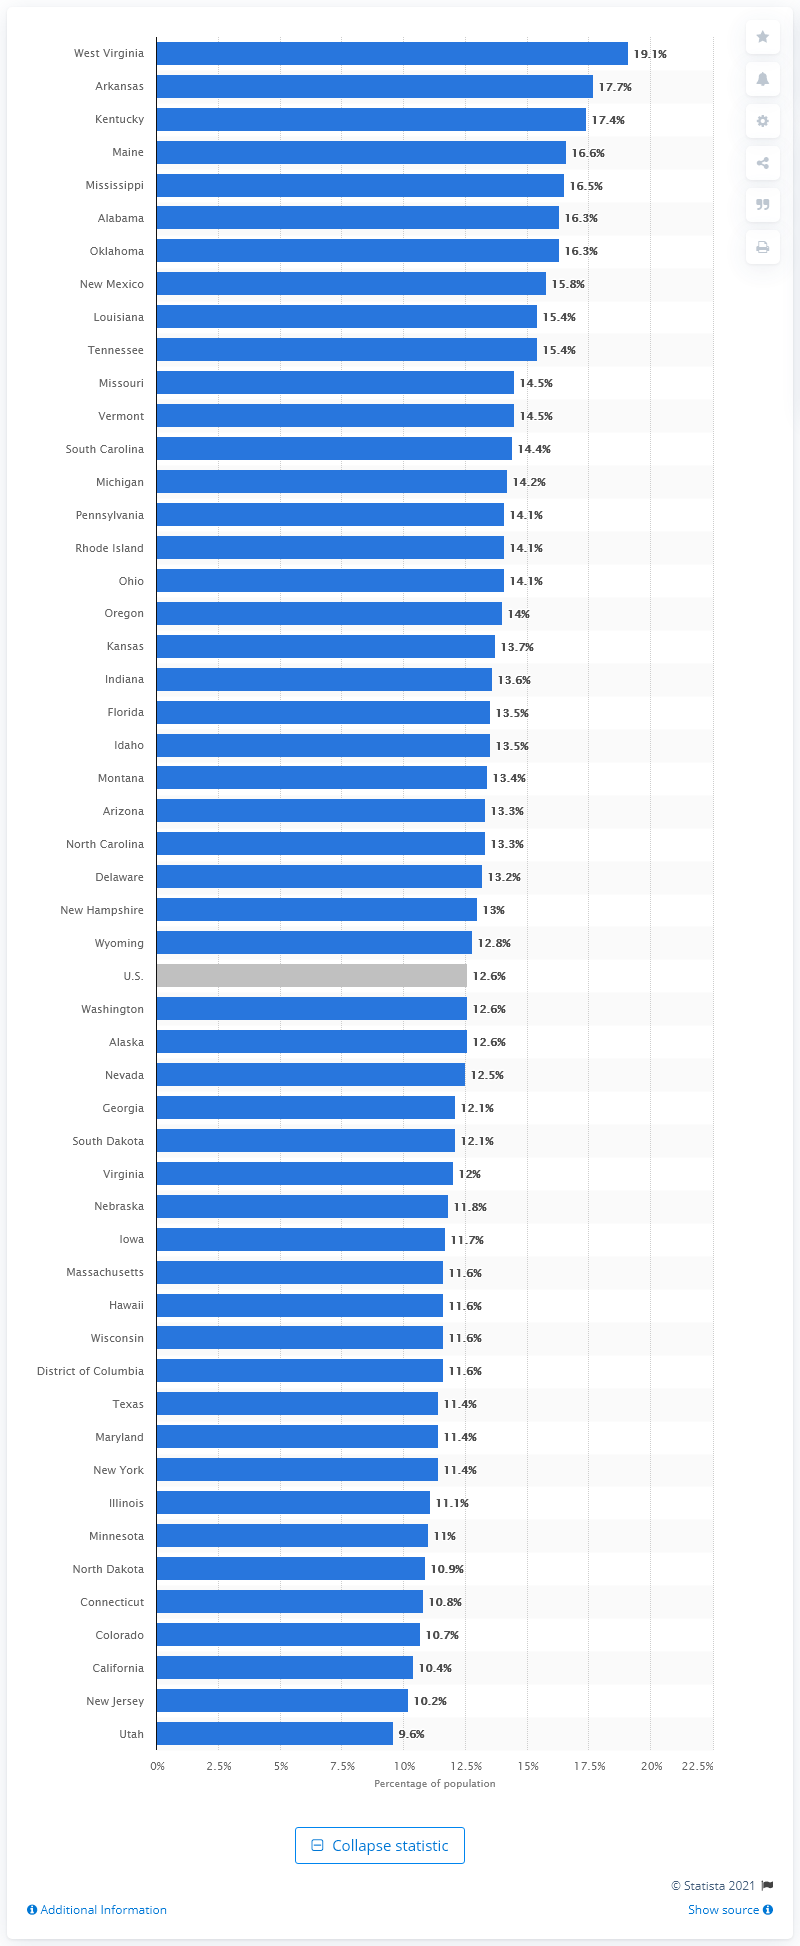 West Virginia 19.1%
Arkansas 17.7%
Kentucky 17.4%
Maine 16.6%
Mississippi 16.5%
Alabama 16.3%
Oklahoma 16.3%
New Mexico 15.8%
Louisiana 15.4%
Tennessee 15.4%
Missouri 14.5%
Vermont 14.5%
South Carolina 14.4%
Michigan 14.2%
Pennsylvania 14.1%
Rhode Island 14.1%
Ohio 14.1%
Oregon 14%
Kansas 13.7%
Indiana 13.6%
Florida 13.5%
Idaho 13.5%
Montana 13.4%
Arizona 13.3%
North Carolina 13.3%
Delaware 13.2%
New Hampshire 13%
Wyoming 12.8%
U.S. 12.6%
Washington 12.6%
Alaska 12.6%
Nevada 12.5%
Georgia 12.1%
South Dakota 12.1%
Virginia 12%
Nebraska 11.8%
Iowa 11.7%
Massachusetts 11.6%
Hawaii 11.6%
Wisconsin 11.6%
District of Columbia 11.6%
Texas 11.4%
Maryland 11.4%
New York 11.4%
Illinois 11.1%
Minnesota 11%
North Dakota 10.9%
Connecticut 10.8%
Colorado 10.7%
California 10.4%
New Jersey 10.2%
Utah 9.6%
0% 2.5% 5% 7.5% 10% 12.5% 15% 17.5% 20% 22.5%
Percentage of population
Collapse statistic
© Statista 2021
Additional Information Show source